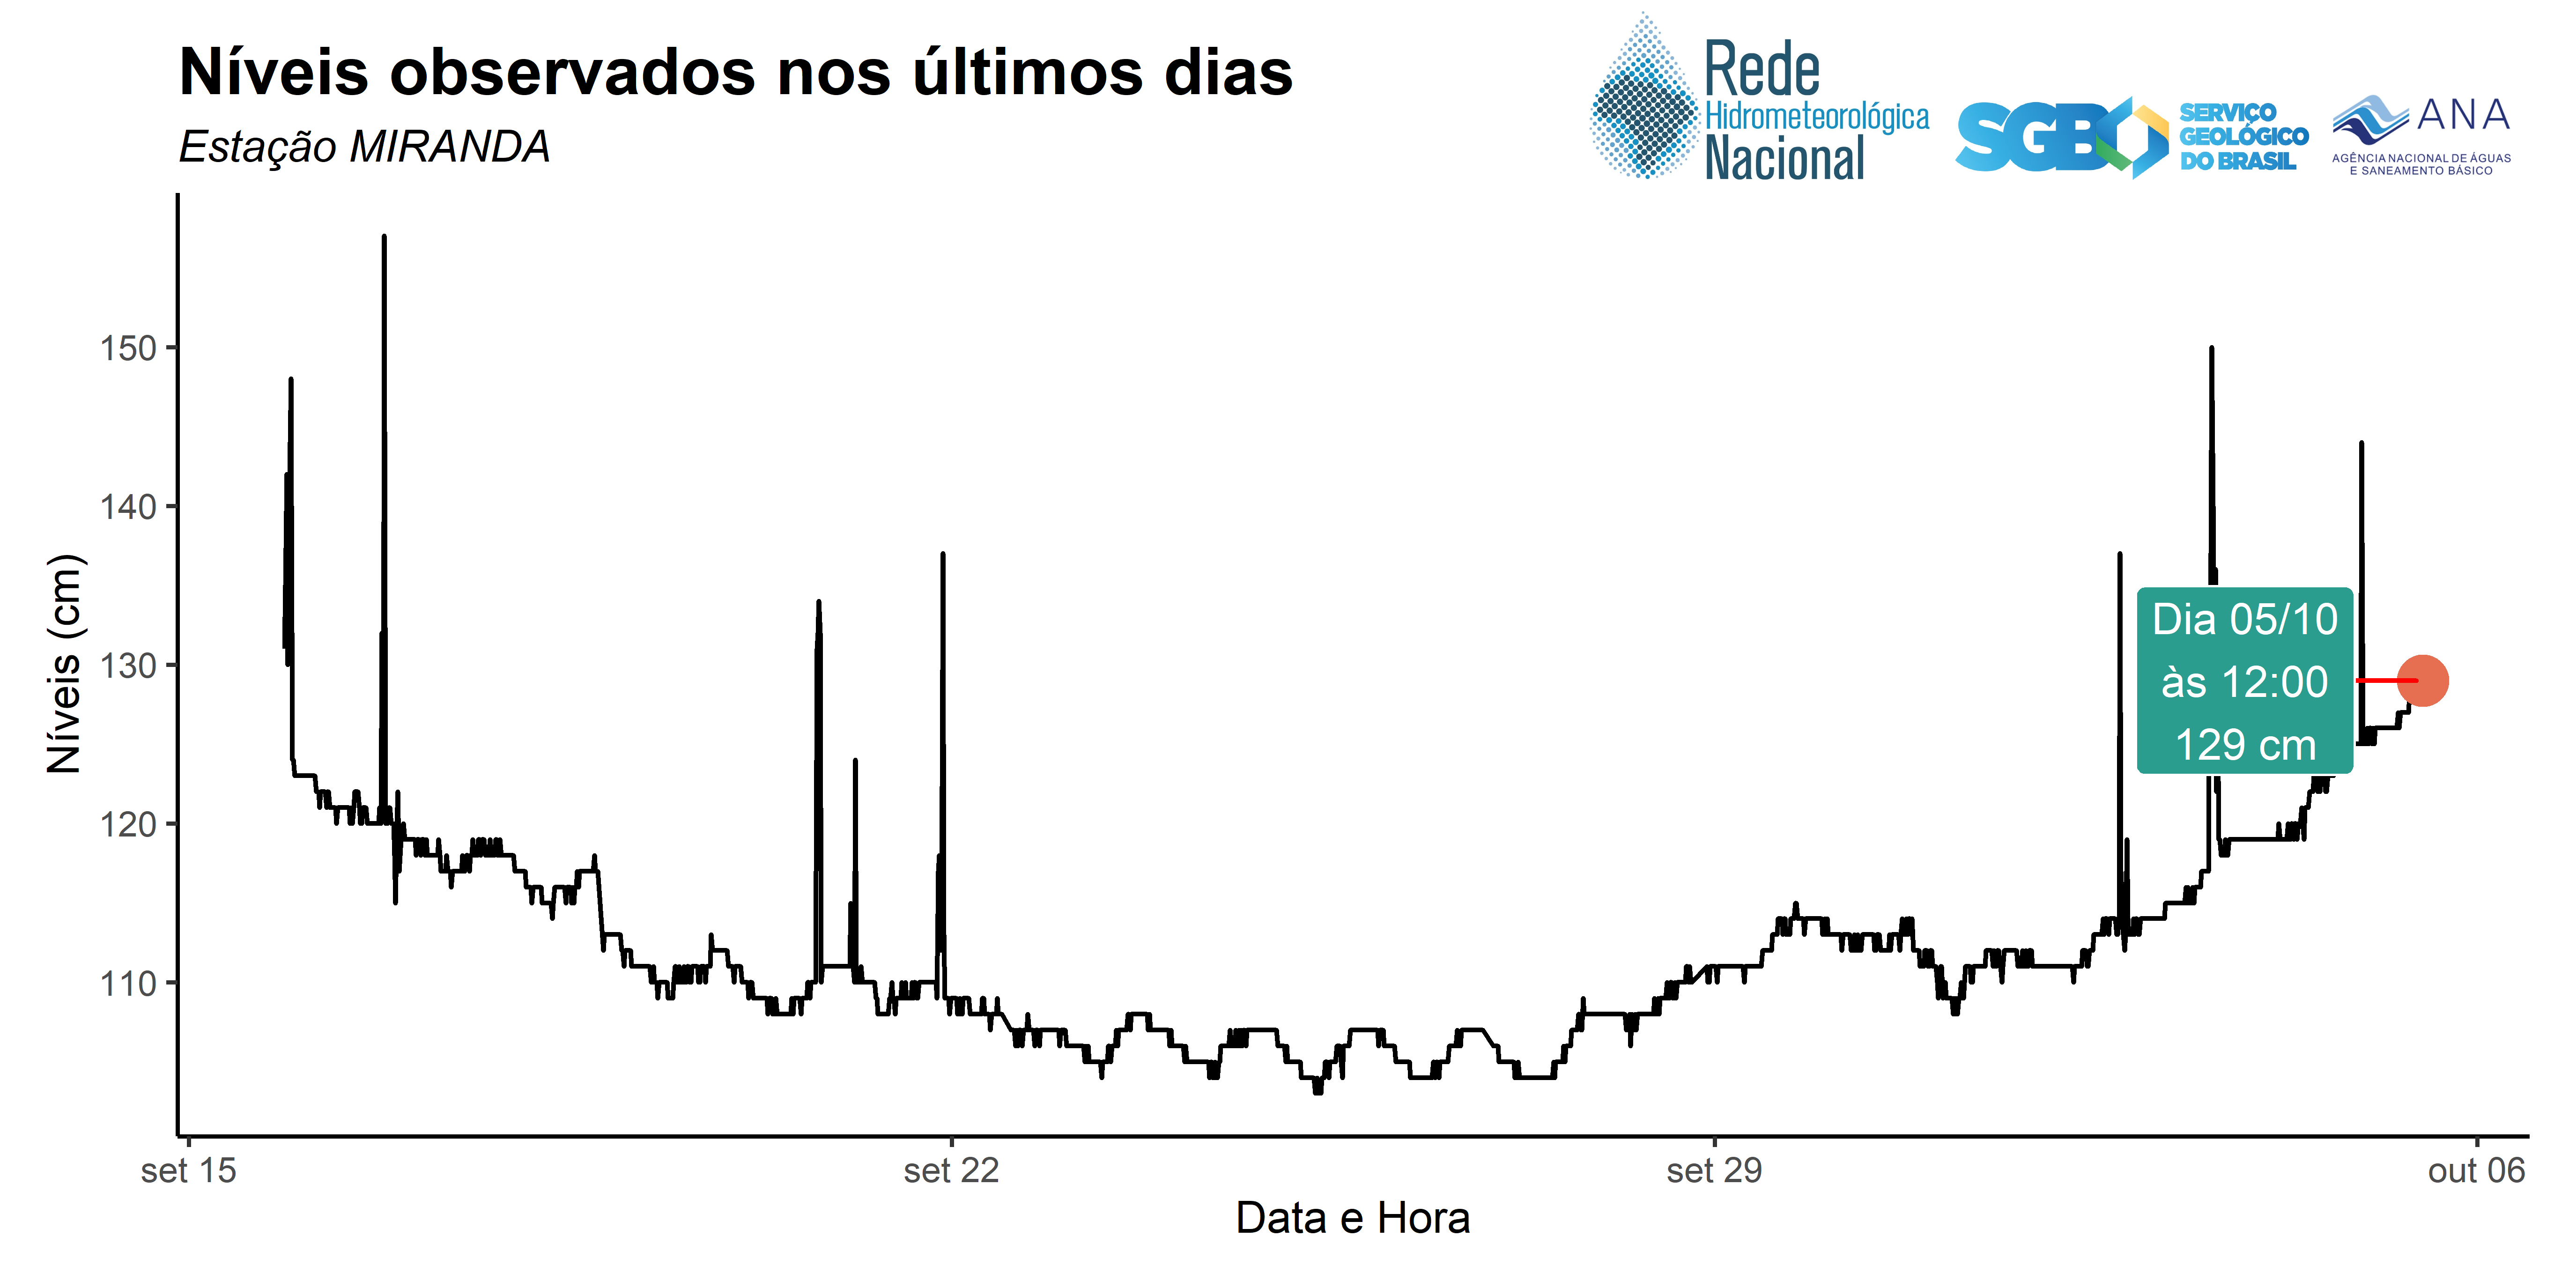 Níveis observados nos últimos dias
Estação MIRANDA
Rede
Hidrometeorológica
Nacional
SGB
SERVIÇO
GEOLÓGICO
DO BRASIL
ANA
AGÊNCIA NACIONAL DE ÁGUAS
E SANEAMENTO BÁSICO
Níveis (cm)
150
140
130
120
110
Dia 05/10
às 12:00
129 cm
set 15
set 22
set 29
out 06
Data e Hora